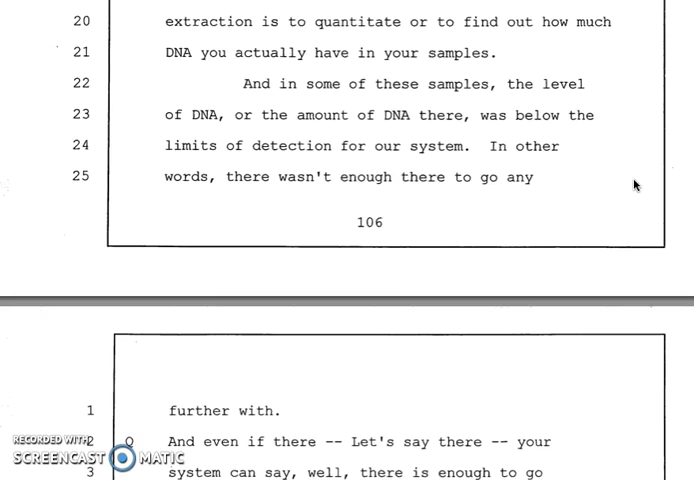 20 extraction is to quantitate or to find out how much
21 DNA you actually have in your samples.
22 And in some of these samples, the level
23 of DNA, or the amount of DNA there, was below the
24 limits of detection for our system. In other
25 words, there wasn't enough there to go any
106
1 further with.
2 Q And even if there -- Let's say there -- your
3 system can say, well, there is enough to go
RECORDED WITH
SCREENCAST MATIC